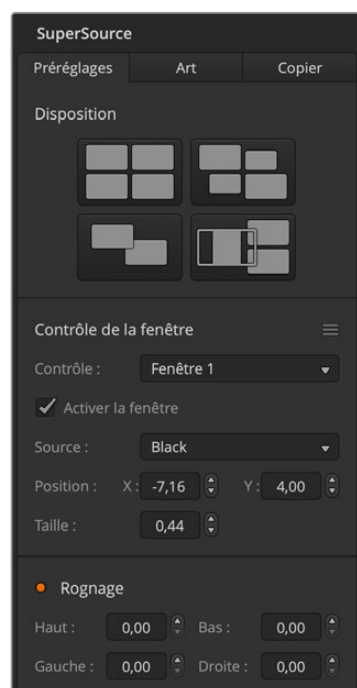 SuperSource
Préréglages Art Copier
Disposition
Contrôle de la fenêtre
Contrôle : Fenêtre 1
Activer la fenêtre
Source : Black
Position : X : -7,16 Y : 4,00
Taille : 0,44
Rognage
Haut : 0,00 Bas : 0,00
Gauche : 0,00 Droite : 0,00